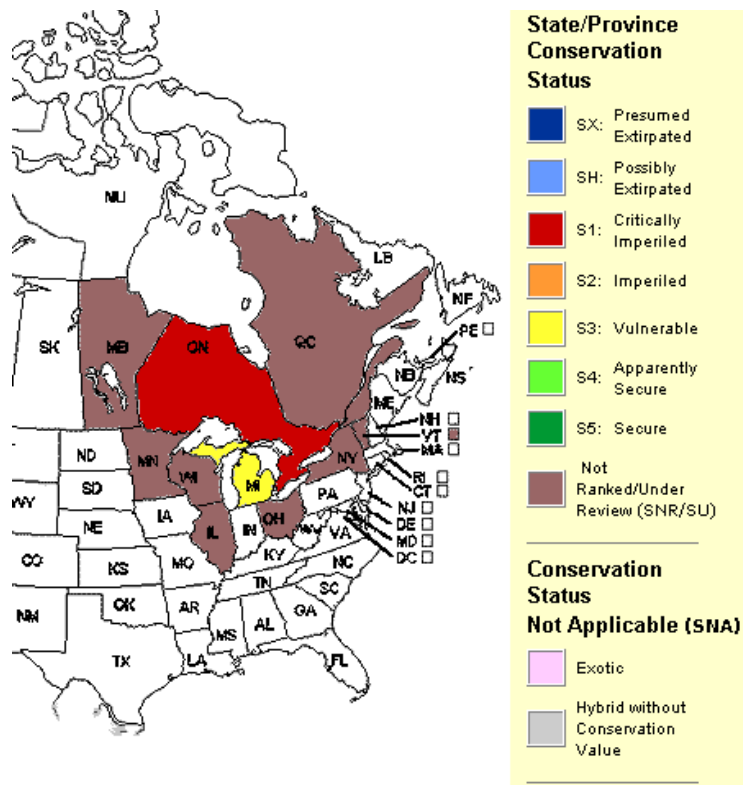 NU
LB
NF
SK
MB
ON
QC
PE
NB
NS
ME
NH
VT
MA
ND
MN
WI
NY
RI
CT
SD
MI
PA
NJ
WY
IA
DE
NE
IL
IN
OH
WV
VA
MD
DC
CO
KS
MO
KY
NC
TN
OK
AR
SC
NM
MS
AL
GA
TX
LA
FL
State/Province
Conservation
Status
SX: Presumed
Extirpated
SH: Possibly
Extirpated
S1: Critically
Imperiled
S2: Imperiled
S3: Vulnerable
S4: Apparently
Secure
S5: Secure
Not
Ranked/Under
Review (SNR/SU)
Conservation
Status
Not Applicable (SNA)
Exotic
Hybrid without
Conservation
Value